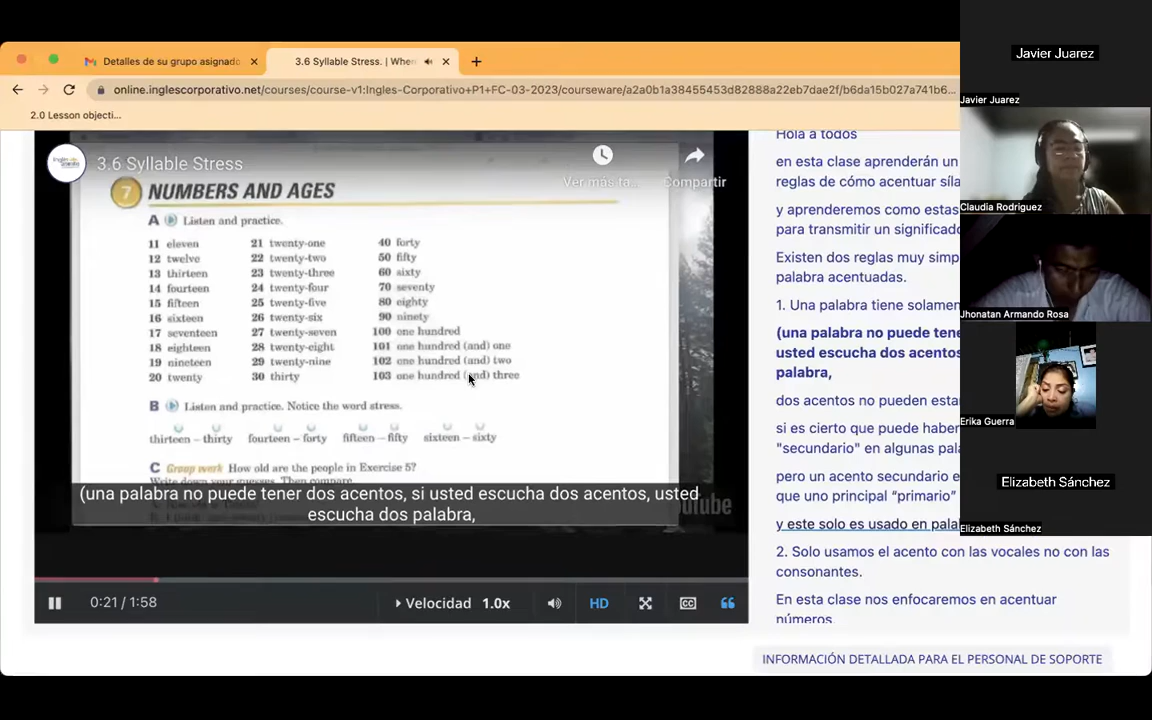 Detalles de su grupo asignado
3.6 Syllable Stress. | When
online.inglescorporativo.net/courses/course-v1:Ingles-Corporativo+P1+FC-03-2023/courseware/a2a0b1a38455453d82888a22eb7dae2f/b6da15b027a741b6...
2.0 Lesson objecti...
3.6 Syllable Stress
Ver más ta...
Compartir
7 NUMBERS AND AGES
A Listen and practice.
11 eleven 21 twenty-one 40 forty
12 twelve 22 twenty-two 50 fifty
13 thirteen 23 twenty-three 60 sixty
14 fourteen 24 twenty-four 70 seventy
15 fifteen 25 twenty-five 80 eighty
16 sixteen 26 twenty-six 90 ninety
17 seventeen 27 twenty-seven 100 one hundred
18 eighteen 28 twenty-eight 101 one hundred (and) one
19 nineteen 29 twenty-nine 102 one hundred (and) two
20 twenty 30 thirty 103 one hundred (and) three
B Listen and practice. Notice the word stress.
thirteen – thirty fourteen – forty fifteen – fifty sixteen – sixty
C Group work How old are the people in Exercise 5?
Write down your guesses. Then compare.
(una palabra no puede tener dos acentos, si usted escucha dos acentos, usted
escucha dos palabra,
0:21 / 1:58
Velocidad 1.0x
HD
CC
Hola a todos
en esta clase aprenderán un
reglas de cómo acentuar síla
y aprenderemos como estas
para transmitir un significado
Existen dos reglas muy simp
palabra acentuadas.
1. Una palabra tiene solamen
(una palabra no puede tene
usted escucha dos acentos
palabra,
dos acentos no pueden esta
si es cierto que puede haber
"secundario" en algunas pal
pero un acento secundario e
que uno principal “primario”
y este solo es usado en pala
2. Solo usamos el acento con las vocales no con las
consonantes.
En esta clase nos enfocaremos en acentuar
números.
INFORMACIÓN DETALLADA PARA EL PERSONAL DE SOPORTE
Javier Juarez
Javier Juarez
Claudia Rodriguez
Jhonatan Armando Rosa
Erika Guerra
Elizabeth Sánchez
Elizabeth Sánchez